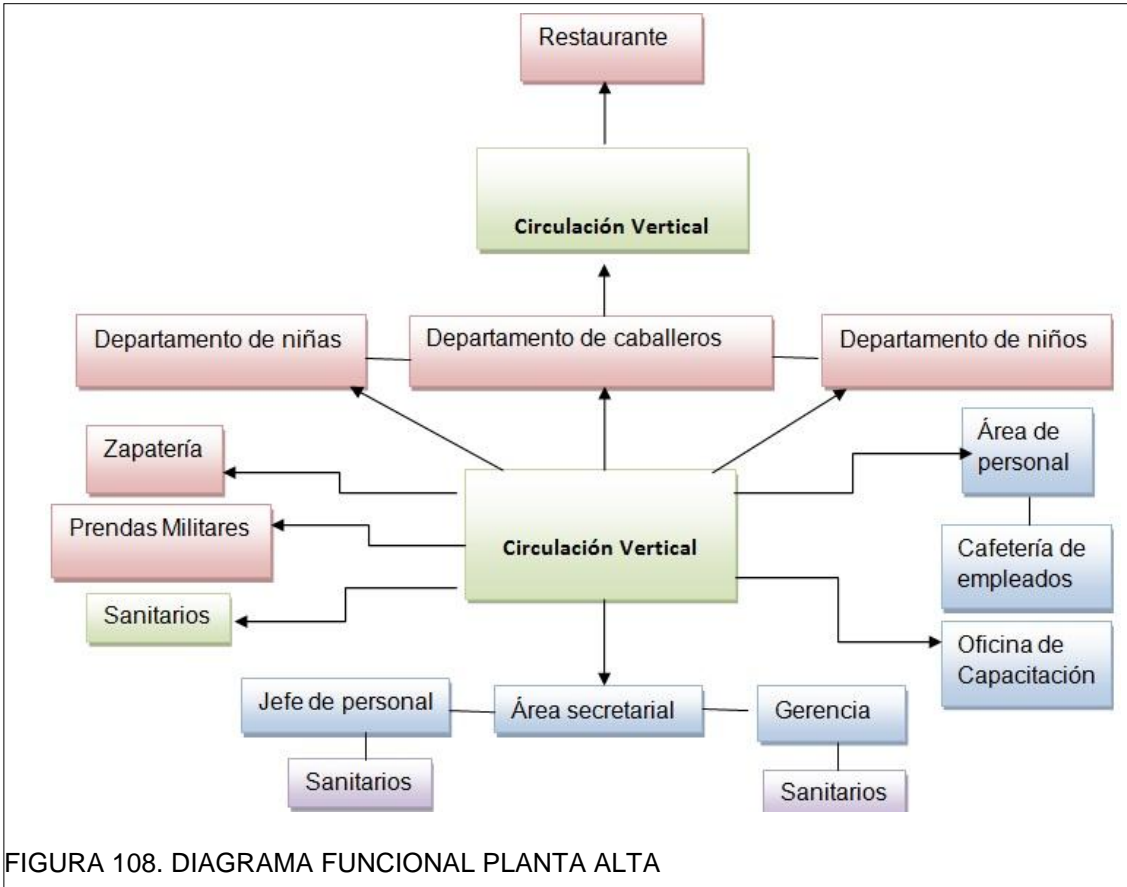 Restaurante
Circulación Vertical
Departamento de niñas
Departamento de caballeros
Departamento de niños
Zapatería
Área de
personal
Prendas Militares
Circulación Vertical
Cafetería de
empleados
Sanitarios
Oficina de
Capacitación
Jefe de personal
Área secretarial
Gerencia
Sanitarios
Sanitarios
FIGURA 108. DIAGRAMA FUNCIONAL PLANTA ALTA